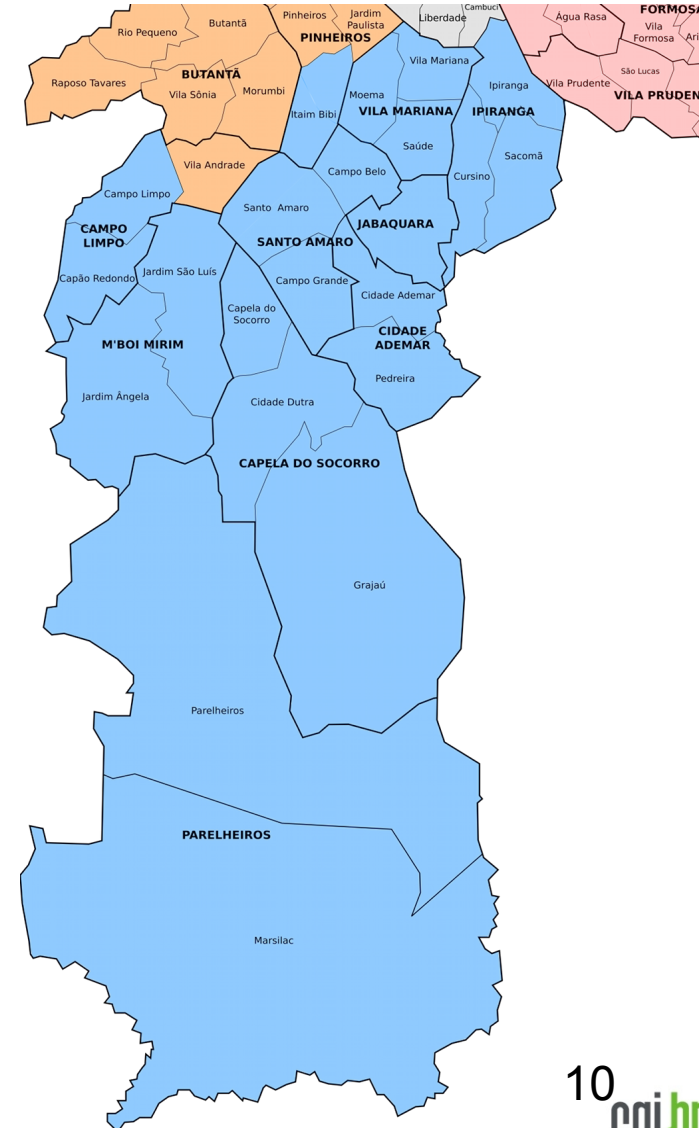 Cambuci
Liberdade
Pinheiros
Jardim
Paulista
PINHEIROS
Butantã
Rio Pequeno
Água Rasa
FORMOSA
Vila
Formosa
Raposo Tavares
BUTANTÃ
Vila Sônia
Morumbi
Vila Mariana
Moema
VILA MARIANA
Itaim Bibi
Ipiranga
IPIRANGA
São Lucas
Vila Prudente
VILA PRUDEN
Saúde
Sacomã
Cursino
Vila Andrade
Campo Belo
Campo Limpo
Santo Amaro
JABAQUARA
CAMPO
LIMPO
SANTO AMARO
Capão Redondo
Jardim São Luís
Campo Grande
Cidade Ademar
Capela do
Socorro
CIDADE
ADEMAR
M'BOI MIRIM
Pedreira
Jardim Ângela
Cidade Dutra
CAPELA DO SOCORRO
Grajaú
Parelheiros
PARELHEIROS
Marsilac
10